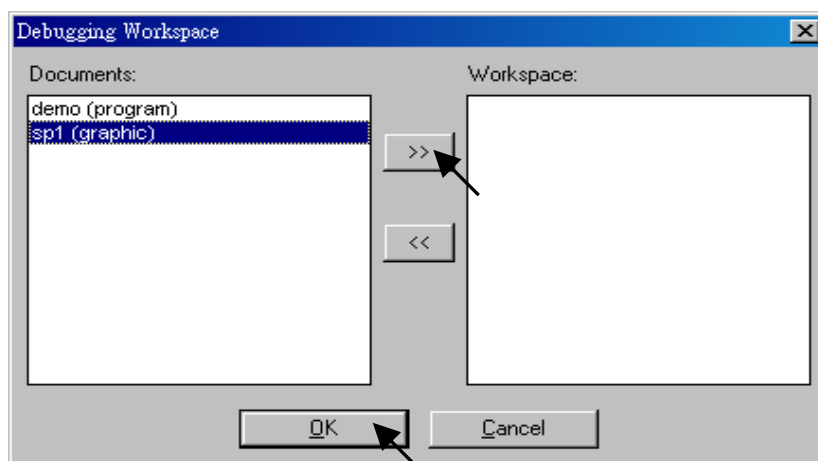 Debugging Workspace
Documents:
Workspace:
demo (program)
sp1 (graphic)
>>
<<
OK
Cancel